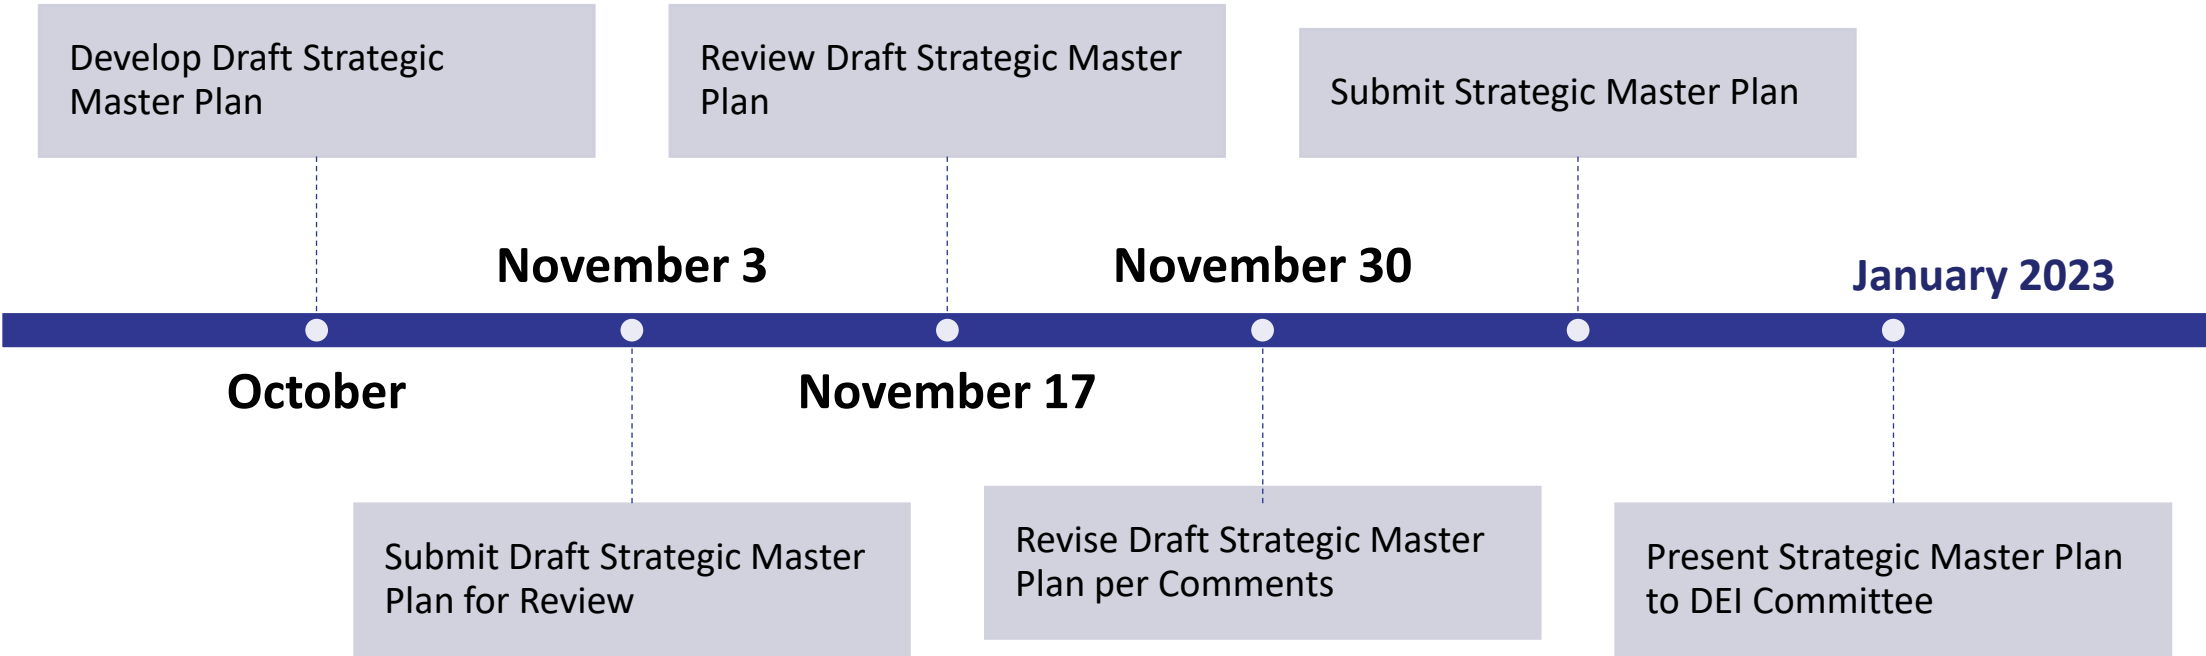 Develop Draft Strategic
Master Plan
Review Draft Strategic Master
Plan
Submit Strategic Master Plan
November 3
November 30
January 2023
October
November 17
Submit Draft Strategic Master
Plan for Review
Revise Draft Strategic Master
Plan per Comments
Present Strategic Master Plan
to DEI Committee